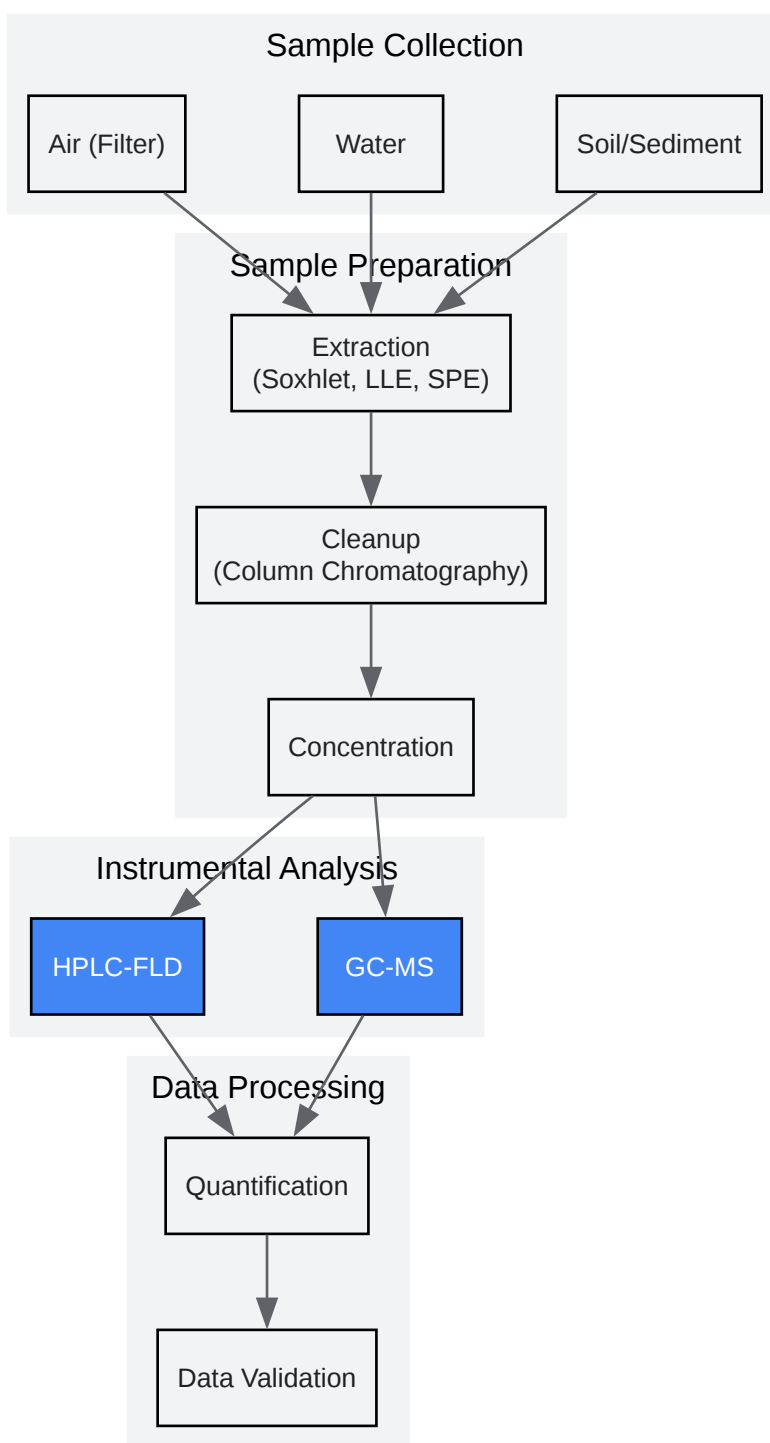 Sample Collection
Air (Filter)
Water
Soil/Sediment
Sample Preparation
Extraction
(Soxhlet, LLE, SPE)
Cleanup
(Column Chromatography)
Concentration
Instrumental Analysis
HPLC-FLD
GC-MS
Data Processing
Quantification
Data Validation